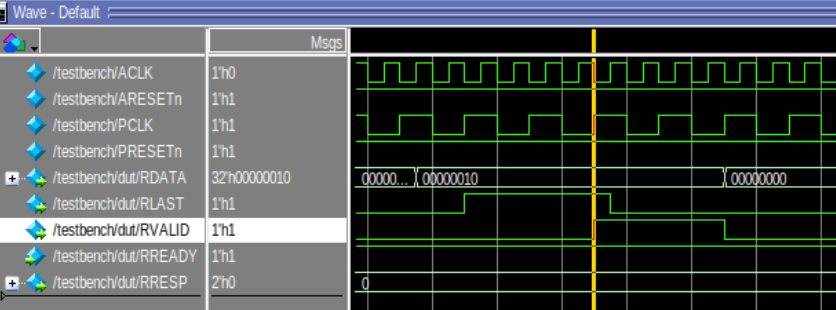 Wave - Default
Msgs
/testbench/ACLK 1'h0
/testbench/ARESETn 1'h1
/testbench/PCLK 1'h1
/testbench/PRESETn 1'h1
/testbench/dut/RDATA 32'h00000010 00000... 00000010 00000000
/testbench/dut/RLAST 1'h1
/testbench/dut/RVALID 1'h1
/testbench/dut/RREADY 1'h1
/testbench/dut/RRESP 2'h0 0